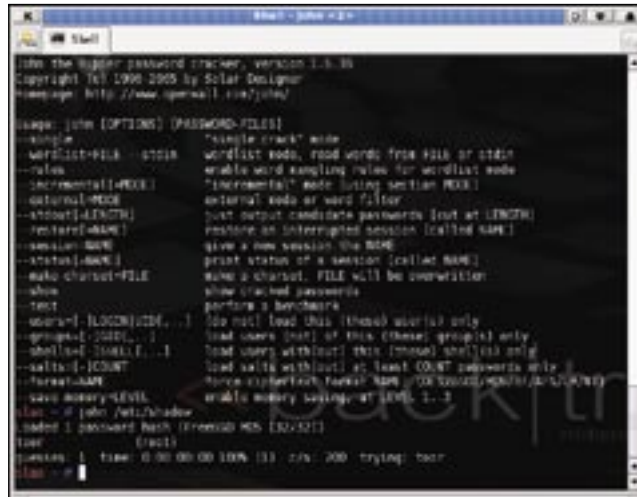 Shell - john <2>
Shell
John the Ripper password cracker, version 1.6.
Copyright (c) 1996-2005 by Solar Designer
Homepage: http://www.openwall.com/john/
Usage: john [OPTIONS] [PASSWORD-FILES]
--single "single crack" mode
--wordlist=FILE --stdin wordlist mode, read words from FILE or stdin
--rules enable word mangling rules for wordlist mode
--incremental[=MODE] "incremental" mode [using section MODE]
--external=MODE external mode or word filter
--stdout[=LENGTH] just output candidate passwords [cut at LENGTH]
--restore[=NAME] restore an interrupted session [called NAME]
--session=NAME give a new session the NAME
--status[=NAME] print status of a session [called NAME]
--make-charset=FILE make a charset, FILE will be overwritten
--show show cracked passwords
--test perform a benchmark
--users=[-]LOGIN|UID[,..] [do not] load this (these) user(s) only
--groups=[-]GID[,..] load users [not] of this (these) group(s) only
--shells=[-]SHELL[,..] load users with[out] this (these) shell(s) only
--salts=[-]COUNT load salts with[out] at least COUNT passwords only
--format=NAME force ciphertext format NAME
--save-memory=LEVEL enable memory saving, at LEVEL 1..3
<< back|tr
slax ~ # john /etc/shadow
Loaded 1 password hash (FreeBSD MD5 [32/32])
toor (root)
guesses: 1 time: 0:00:00:00 100% c/s: 200 trying: toor
slax ~ #